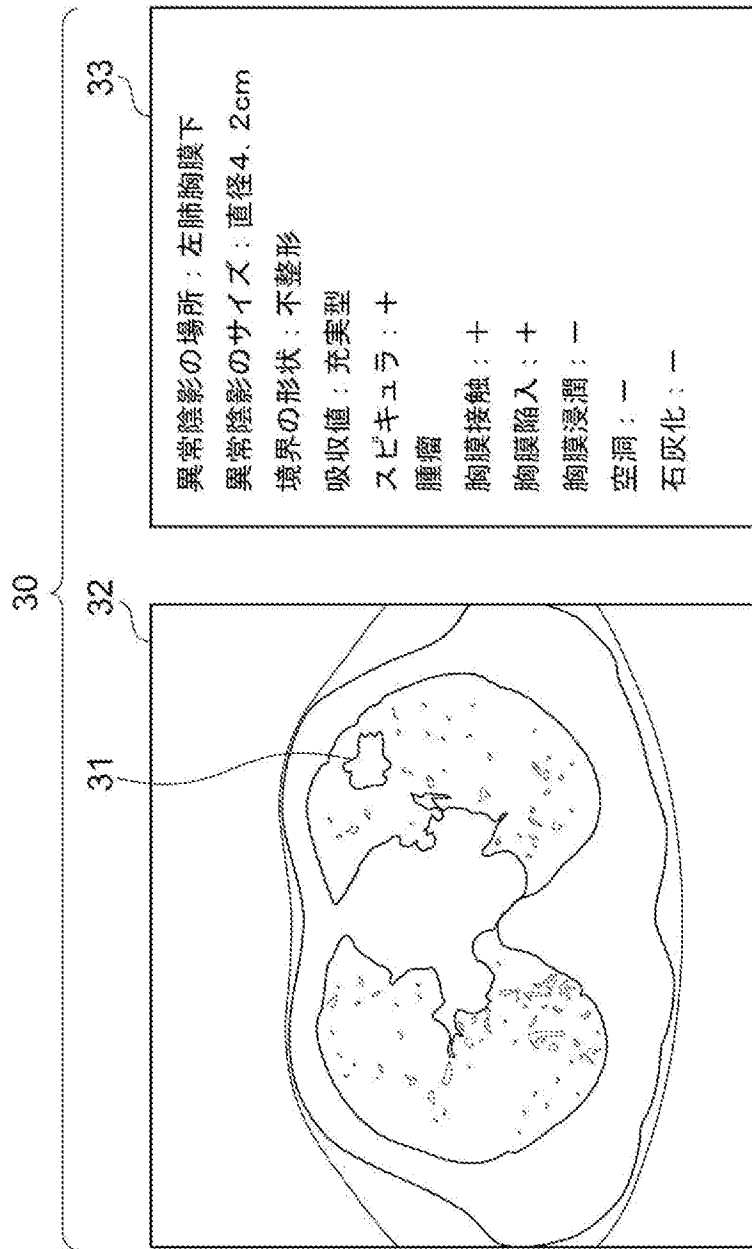 30
32
33
31
異常陰影の場所:左肺胸膜下
異常陰影のサイズ:直径4.2cm
境界の形状:不整形
吸収値:充実型
スピキュラ:+
腫瘤
胸膜接触:+
胸膜陥入:+
胸膜浸潤:-
空洞:-
石灰化:-